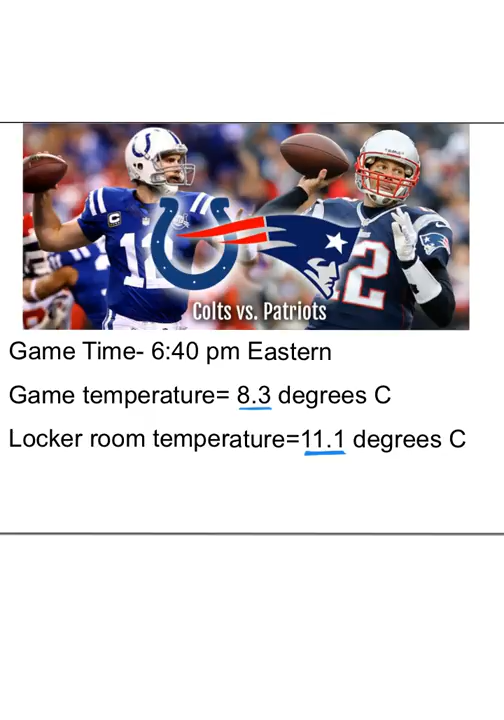 Colts vs. Patriots
Game Time- 6:40 pm Eastern
Game temperature= 8.3 degrees C
Locker room temperature=11.1 degrees C